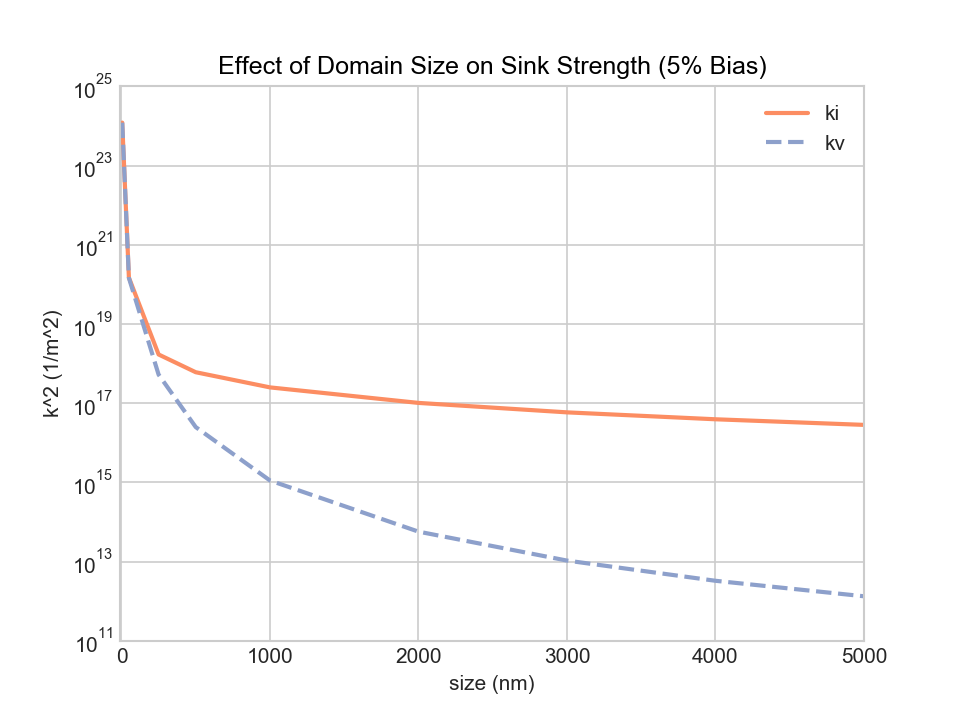 Effect of Domain Size on Sink Strength (5% Bias)
ki
kv
k^2 (1/m^2)
10^25
10^23
10^21
10^19
10^17
10^15
10^13
10^11
0 1000 2000 3000 4000 5000
size (nm)